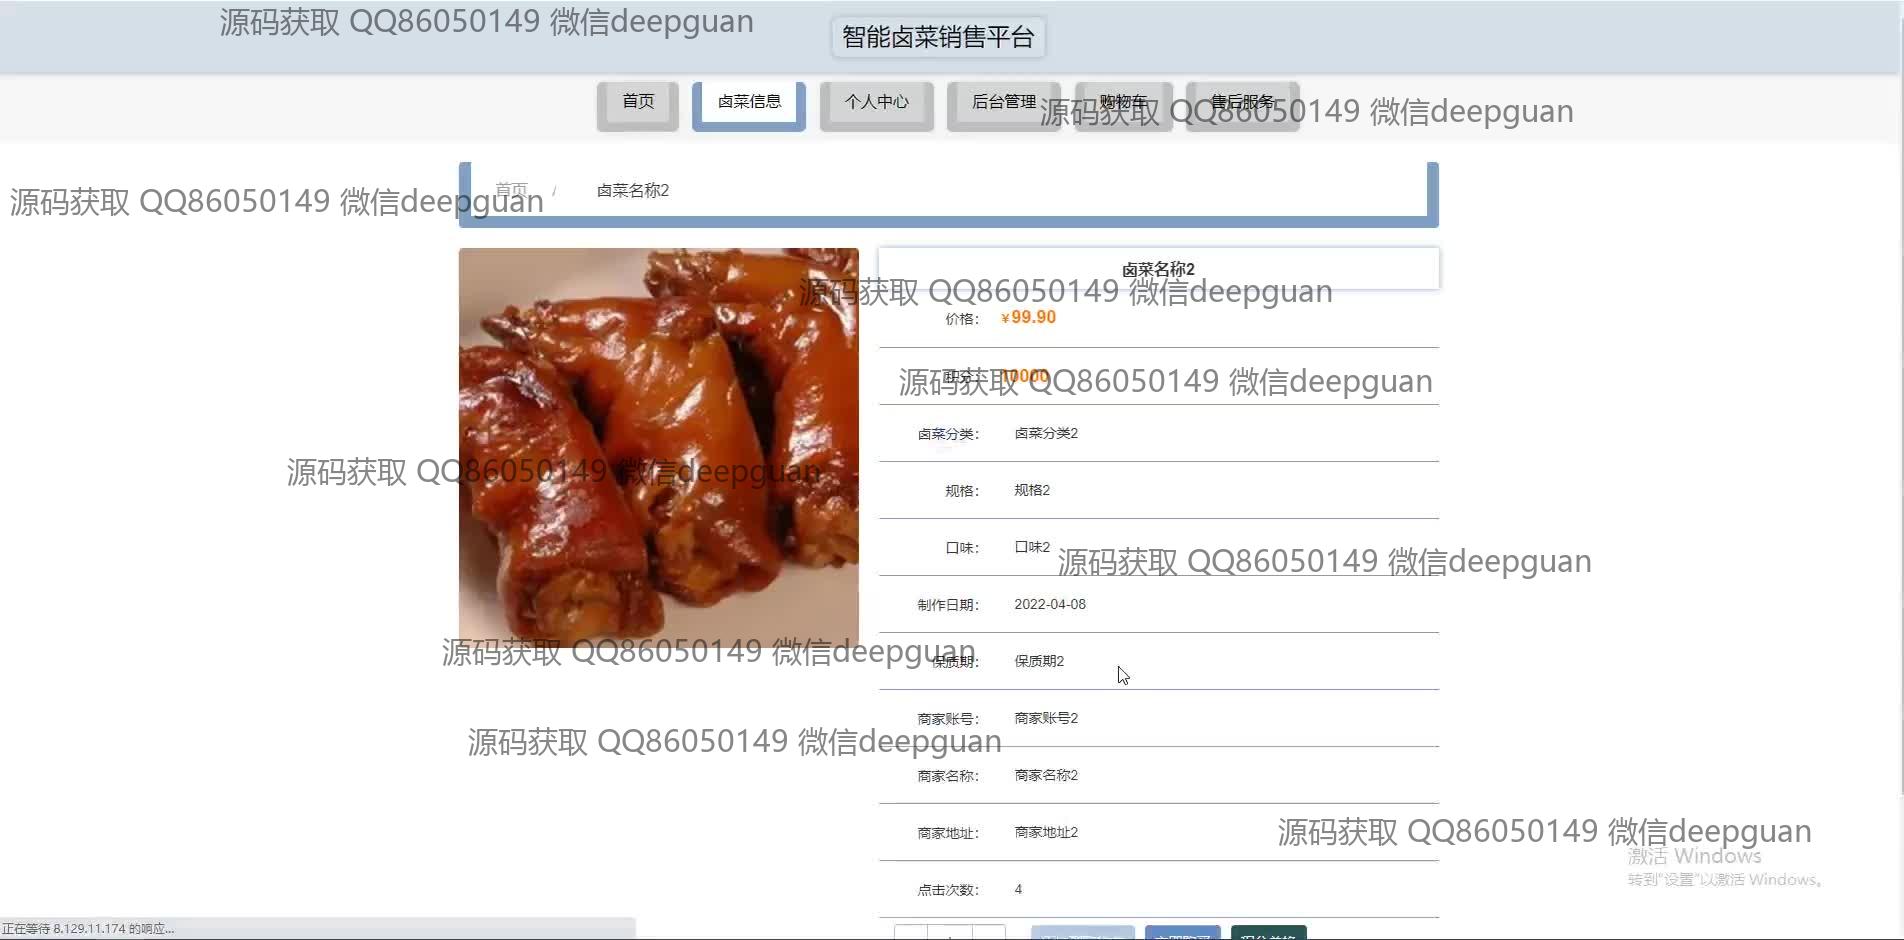 源码获取 QQ86050149 微信deepguan
智能卤菜销售平台
首页 卤菜信息 个人中心 后台管理 购物车 售后服务
源码获取 QQ86050149 微信deepguan
首页 / 卤菜名称2
源码获取 QQ86050149 微信deepguan
卤菜名称2
源码获取 QQ86050149 微信deepguan
价格： ¥99.90
积分： 10000
源码获取 QQ86050149 微信deepguan
卤菜分类： 卤菜分类2
源码获取 QQ86050149 微信deepguan
规格： 规格2
口味： 口味2
源码获取 QQ86050149 微信deepguan
制作日期： 2022-04-08
源码获取 QQ86050149 微信deepguan
保质期： 保质期2
商家账号： 商家账号2
源码获取 QQ86050149 微信deepguan
商家名称： 商家名称2
商家地址： 商家地址2
源码获取 QQ86050149 微信deepguan
激活 Windows
转到“设置”以激活 Windows。
点击次数： 4
正在等待 8.129.11.174 的响应...